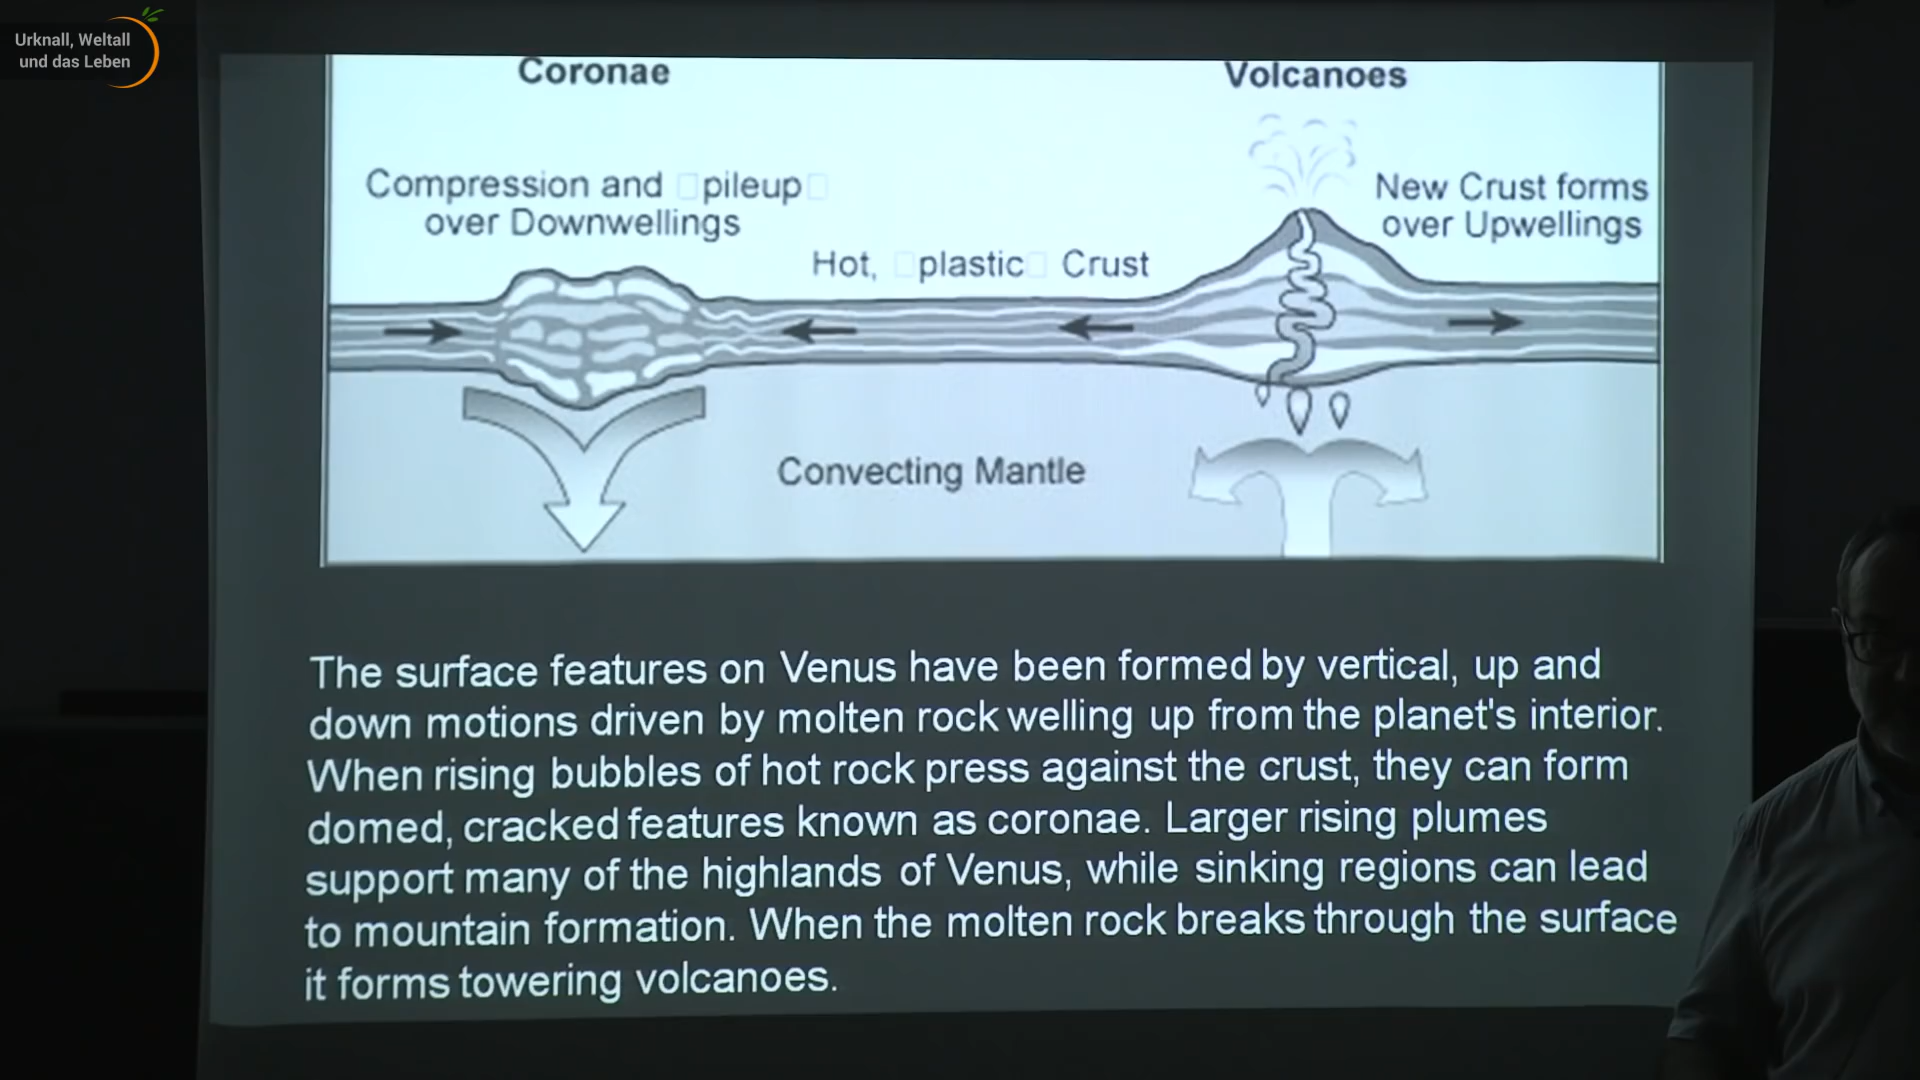 Urknall, Weltall
und das Leben
Coronae
Volcanoes
Compression and □pileup□
over Downwellings
New Crust forms
over Upwellings
Hot, □plastic□ Crust
Convecting Mantle
The surface features on Venus have been formed by vertical, up and
down motions driven by molten rock welling up from the planet's interior.
When rising bubbles of hot rock press against the crust, they can form
domed, cracked features known as coronae. Larger rising plumes
support many of the highlands of Venus, while sinking regions can lead
to mountain formation. When the molten rock breaks through the surface
it forms towering volcanoes.